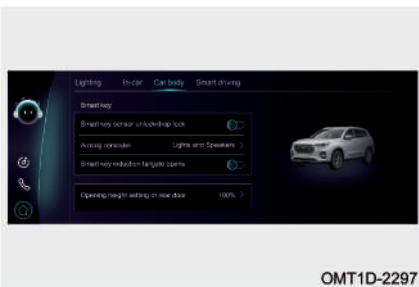 Lighting In-car Car body Smart driving
Smart key
Smart key sensor unlock/drop lock
Arming reminder Lights and Speakers >
Smart key induction tailgate opens
Opening height setting of rear door 100% >
OMT1D-2297